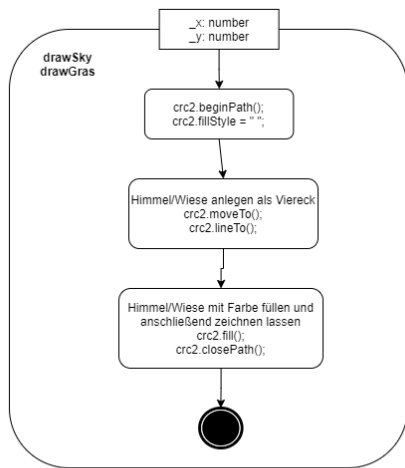 _x: number
_y: number
drawSky
drawGras
crc2.beginPath();
crc2.fillStyle = " ";
Himmel/Wiese anlegen als Viereck
crc2.moveTo();
crc2.lineTo();
Himmel/Wiese mit Farbe füllen und
anschließend zeichnen lassen
crc2.fill();
crc2.closePath();